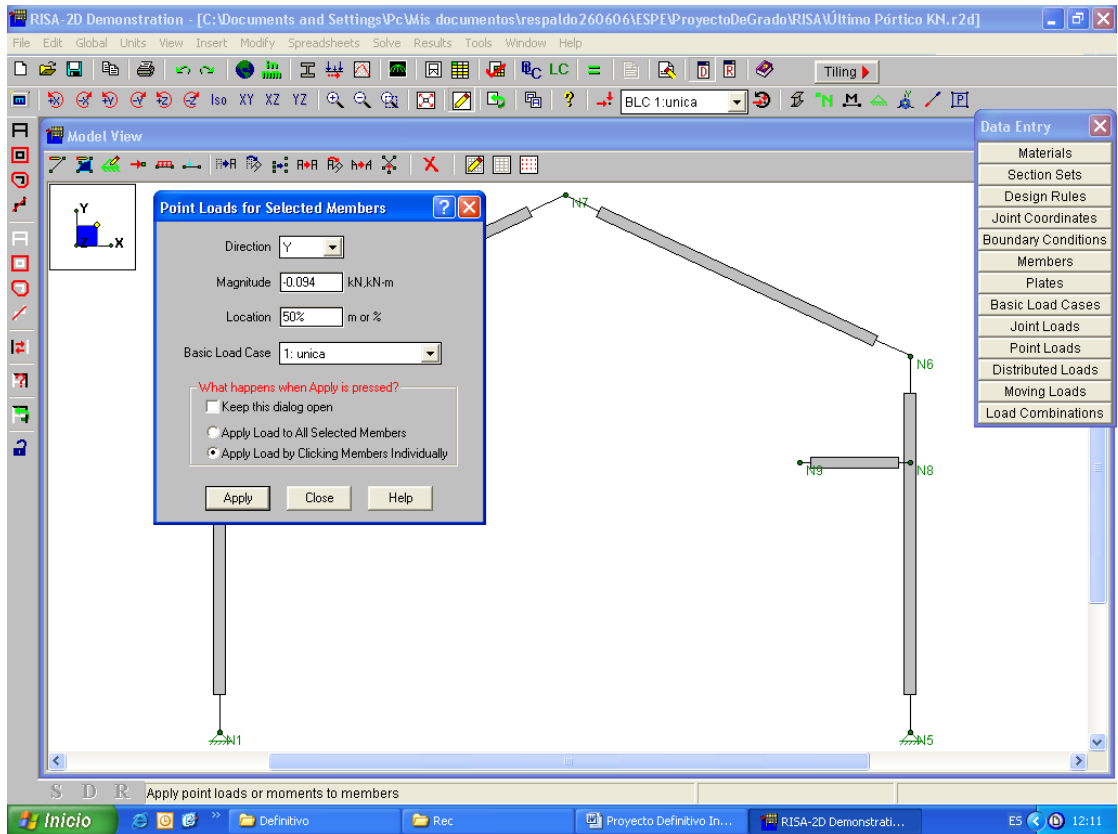 RISA-2D Demonstration - [C:\Documents and Settings\Pc\Mis documentos\respaldo260606\ESPE\ProyectoDeGrado\RISA\Último Pórtico KN.r2d]
File Edit Global Units View Insert Modify Spreadsheets Solve Results Tools Window Help
BC LC = D R Tiling
Iso XY XZ YZ ? BLC 1:unica N M P
Model View
Data Entry
Materials
Section Sets
Design Rules
Joint Coordinates
Boundary Conditions
Members
Plates
Basic Load Cases
Joint Loads
Point Loads
Distributed Loads
Moving Loads
Load Combinations
Y
Z X
Point Loads for Selected Members ?
Direction Y
Magnitude -0.094 kN,kN-m
Location 50% m or %
Basic Load Case 1: unica
What happens when Apply is pressed?
Keep this dialog open
Apply Load to All Selected Members
Apply Load by Clicking Members Individually
Apply Close Help
N7
N6
N9 N8
N1 N5
S D R Apply point loads or moments to members
Inicio » Definitivo Rec Proyecto Definitivo In... RISA-2D Demonstrati... ES 12:11